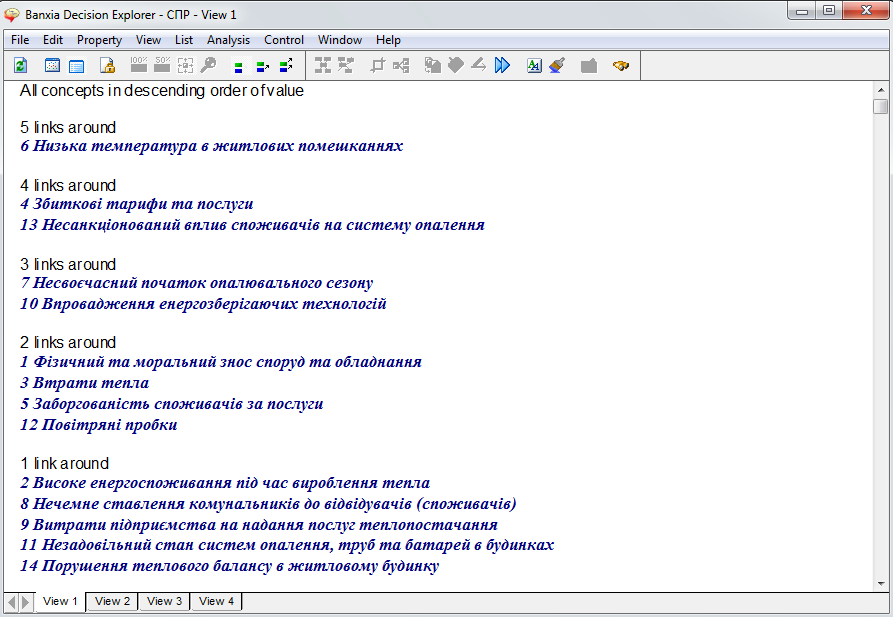 Banxia Decision Explorer - СПР - View 1
File Edit Property View List Analysis Control Window Help
100% 50%
All concepts in descending order of value
5 links around
6 Низька температура в житлових помешканнях
4 links around
4 Збиткові тарифи та послуги
13 Несанкціонований вплив споживачів на систему опалення
3 links around
7 Несвоєчасний початок опалювального сезону
10 Впровадження енергозберігаючих технологій
2 links around
1 Фізичний та моральний знос споруд та обладнання
3 Втрати тепла
5 Заборгованість споживачів за послуги
12 Повітряні пробки
1 link around
2 Високе енергоспоживання під час вироблення тепла
8 Нечемне ставлення комунальників до відвідувачів (споживачів)
9 Витрати підприємства на надання послуг теплопостачання
11 Незадовільний стан систем опалення, труб та батарей в будинках
14 Порушення теплового балансу в житловому будинку
View 1 View 2 View 3 View 4